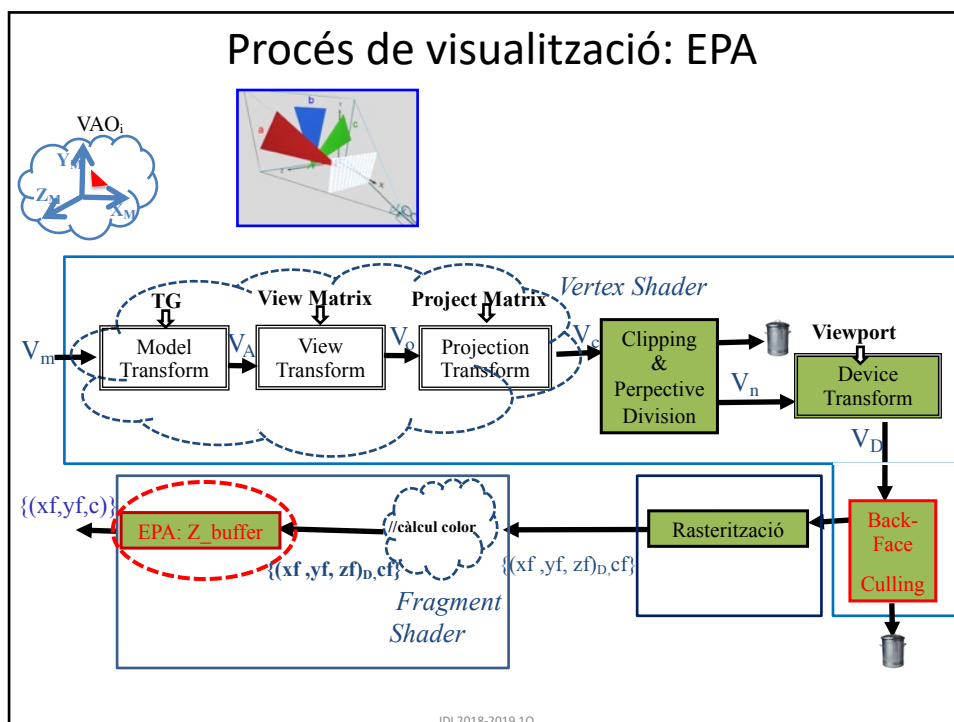 Procés de visualització: EPA
VAOi
YM
ZM
XM
a
b
c
Y
X
z
Vertex Shader
TG
View Matrix
Project Matrix
Vm
Model
Transform
VA
View
Transform
Vo
Projection
Transform
Vc
Clipping
&
Perpective
Division
Vn
Viewport
Device
Transform
VD
{(xf,yf,c)}
EPA: Z_buffer
{(xf ,yf, zf)D,cf}
//càlcul color
Fragment
Shader
{(xf ,yf, zf)D,cf}
Rasterització
Back-
Face
Culling
IDI 2018-2019 1Q